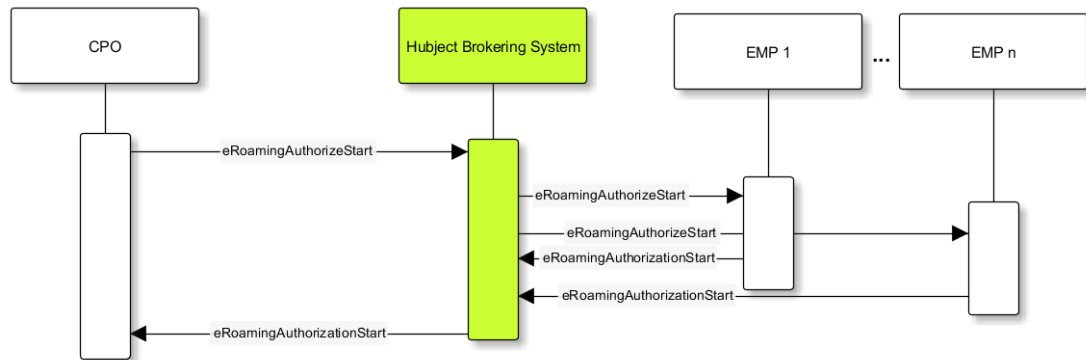 CPO
Hubject Brokering System
EMP 1
...
EMP n
eRoamingAuthorizeStart
eRoamingAuthorizeStart
eRoamingAuthorizeStart
eRoamingAuthorizationStart
eRoamingAuthorizationStart
eRoamingAuthorizationStart